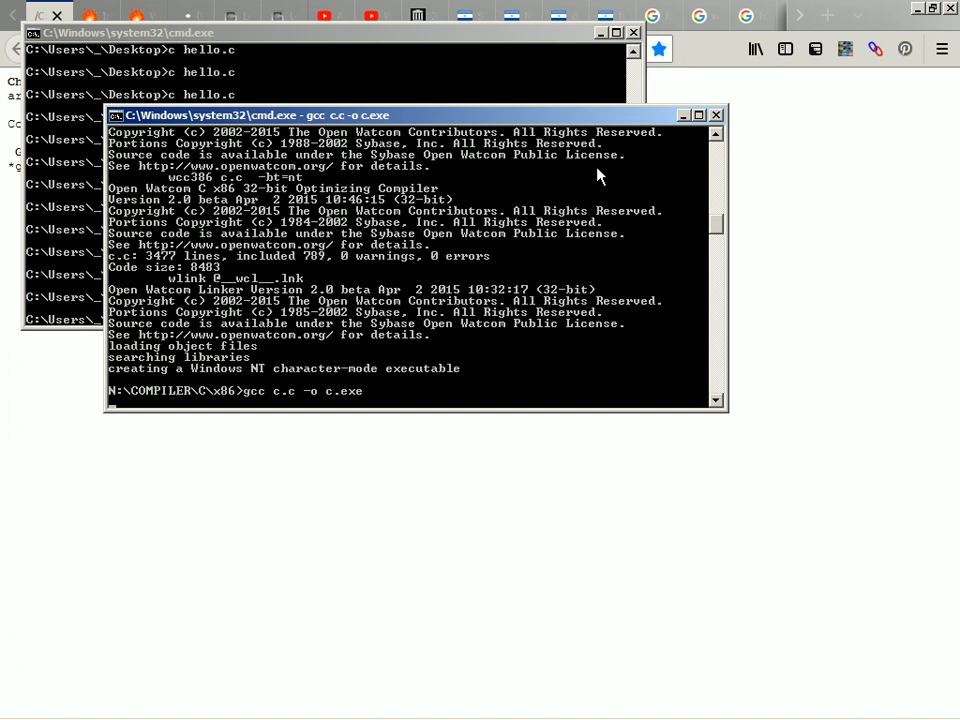 C:\Windows\system32\cmd.exe
C:\Users\_\Desktop>c hello.c
C:\Users\_\Desktop>c hello.c
C:\Users\_\Desktop>c hello.c
C:\Windows\system32\cmd.exe - gcc c.c -o c.exe
Copyright (c) 2002-2015 The Open Watcom Contributors. All Rights Reserved.
Portions Copyright (c) 1988-2002 Sybase, Inc. All Rights Reserved.
Source code is available under the Sybase Open Watcom Public License.
See http://www.openwatcom.org/ for details.
wcc386 c.c -bt=nt
Open Watcom C x86 32-bit Optimizing Compiler
Version 2.0 beta Apr 2 2015 10:46:15 (32-bit)
Copyright (c) 2002-2015 The Open Watcom Contributors. All Rights Reserved.
Portions Copyright (c) 1984-2002 Sybase, Inc. All Rights Reserved.
Source code is available under the Sybase Open Watcom Public License.
See http://www.openwatcom.org/ for details.
c.c: 3477 lines, included 789, 0 warnings, 0 errors
Code size: 8483
wlink @__wcl__.lnk
Open Watcom Linker Version 2.0 beta Apr 2 2015 10:32:17 (32-bit)
Copyright (c) 2002-2015 The Open Watcom Contributors. All Rights Reserved.
Portions Copyright (c) 1985-2002 Sybase, Inc. All Rights Reserved.
Source code is available under the Sybase Open Watcom Public License.
See http://www.openwatcom.org/ for details.
loading object files
searching libraries
creating a Windows NT character-mode executable
N:\COMPILER\C\x86>gcc c.c -o c.exe
C:\Users\_
C:\Users\_
C:\Users\_
C:\Users\_
C:\Users\_
C:\Users\_
C:\Users\_
C:\Users\_
C:\Users\_
C:\Users\_